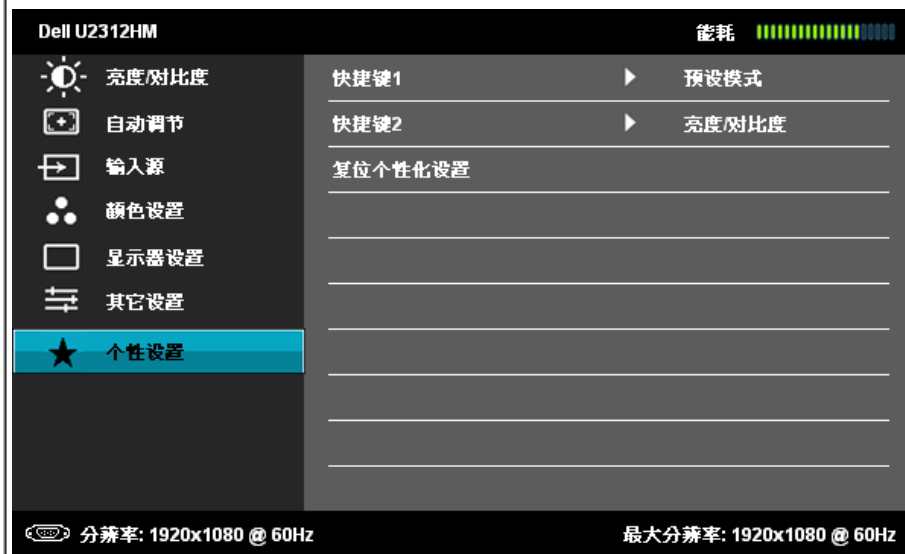 Dell U2312HM 能耗
亮度/对比度 快捷键1 预设模式
自动调节 快捷键2 亮度/对比度
输入源 复位个性化设置
颜色设置
显示器设置
其它设置
个性设置
分辨率: 1920x1080 @ 60Hz 最大分辨率: 1920x1080 @ 60Hz